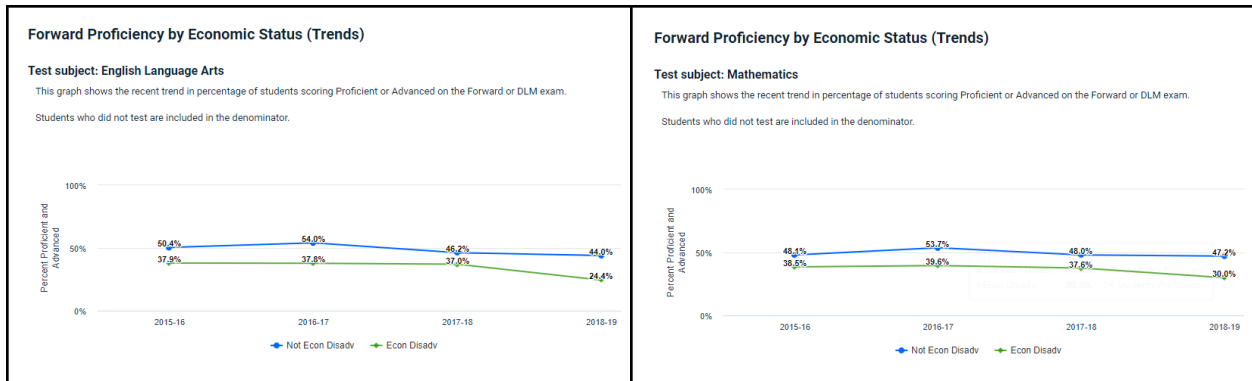 Forward Proficiency by Economic Status (Trends)
Test subject: English Language Arts
This graph shows the recent trend in percentage of students scoring Proficient or Advanced on the Forward or DLM exam.
Students who did not test are included in the denominator.
Percent Proficient and
Advanced
100%
50%
0%
50.4%
54.0%
46.2%
44.0%
37.9%
37.8%
37.0%
24.4%
2015-16
2016-17
2017-18
2018-19
Not Econ Disadv
Econ Disadv
Forward Proficiency by Economic Status (Trends)
Test subject: Mathematics
This graph shows the recent trend in percentage of students scoring Proficient or Advanced on the Forward or DLM exam.
Students who did not test are included in the denominator.
Percent Proficient and
Advanced
100%
50%
0%
48.1%
53.7%
48.0%
47.2%
38.5%
39.6%
37.6%
30.0%
2015-16
2016-17
2017-18
2018-19
Not Econ Disadv
Econ Disadv